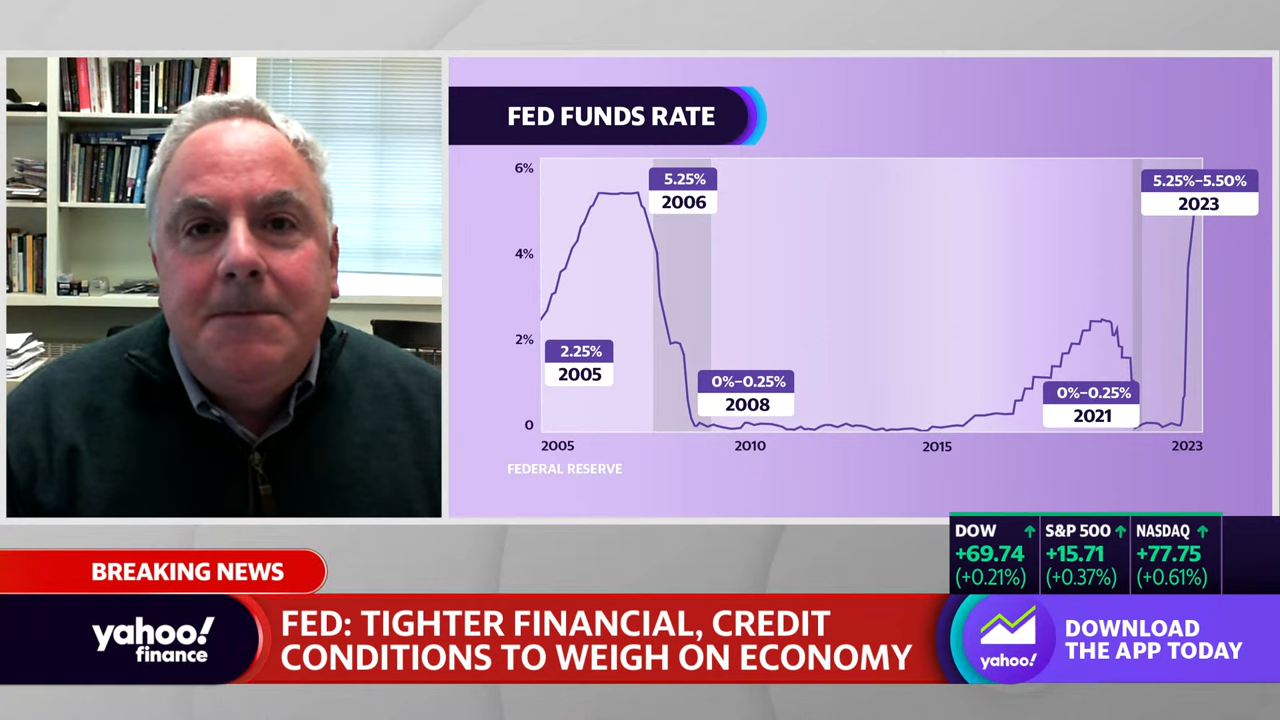 FED FUNDS RATE
6%
4%
2%
0
5.25%
2006
5.25%–5.50%
2023
2.25%
2005
0%–0.25%
2008
0%–0.25%
2021
2005
2010
2015
2023
FEDERAL RESERVE
DOW
+69.74
(+0.21%)
S&P 500
+15.71
(+0.37%)
NASDAQ
+77.75
(+0.61%)
BREAKING NEWS
yahoo!
finance
FED: TIGHTER FINANCIAL, CREDIT
CONDITIONS TO WEIGH ON ECONOMY
yahoo!
DOWNLOAD
THE APP TODAY